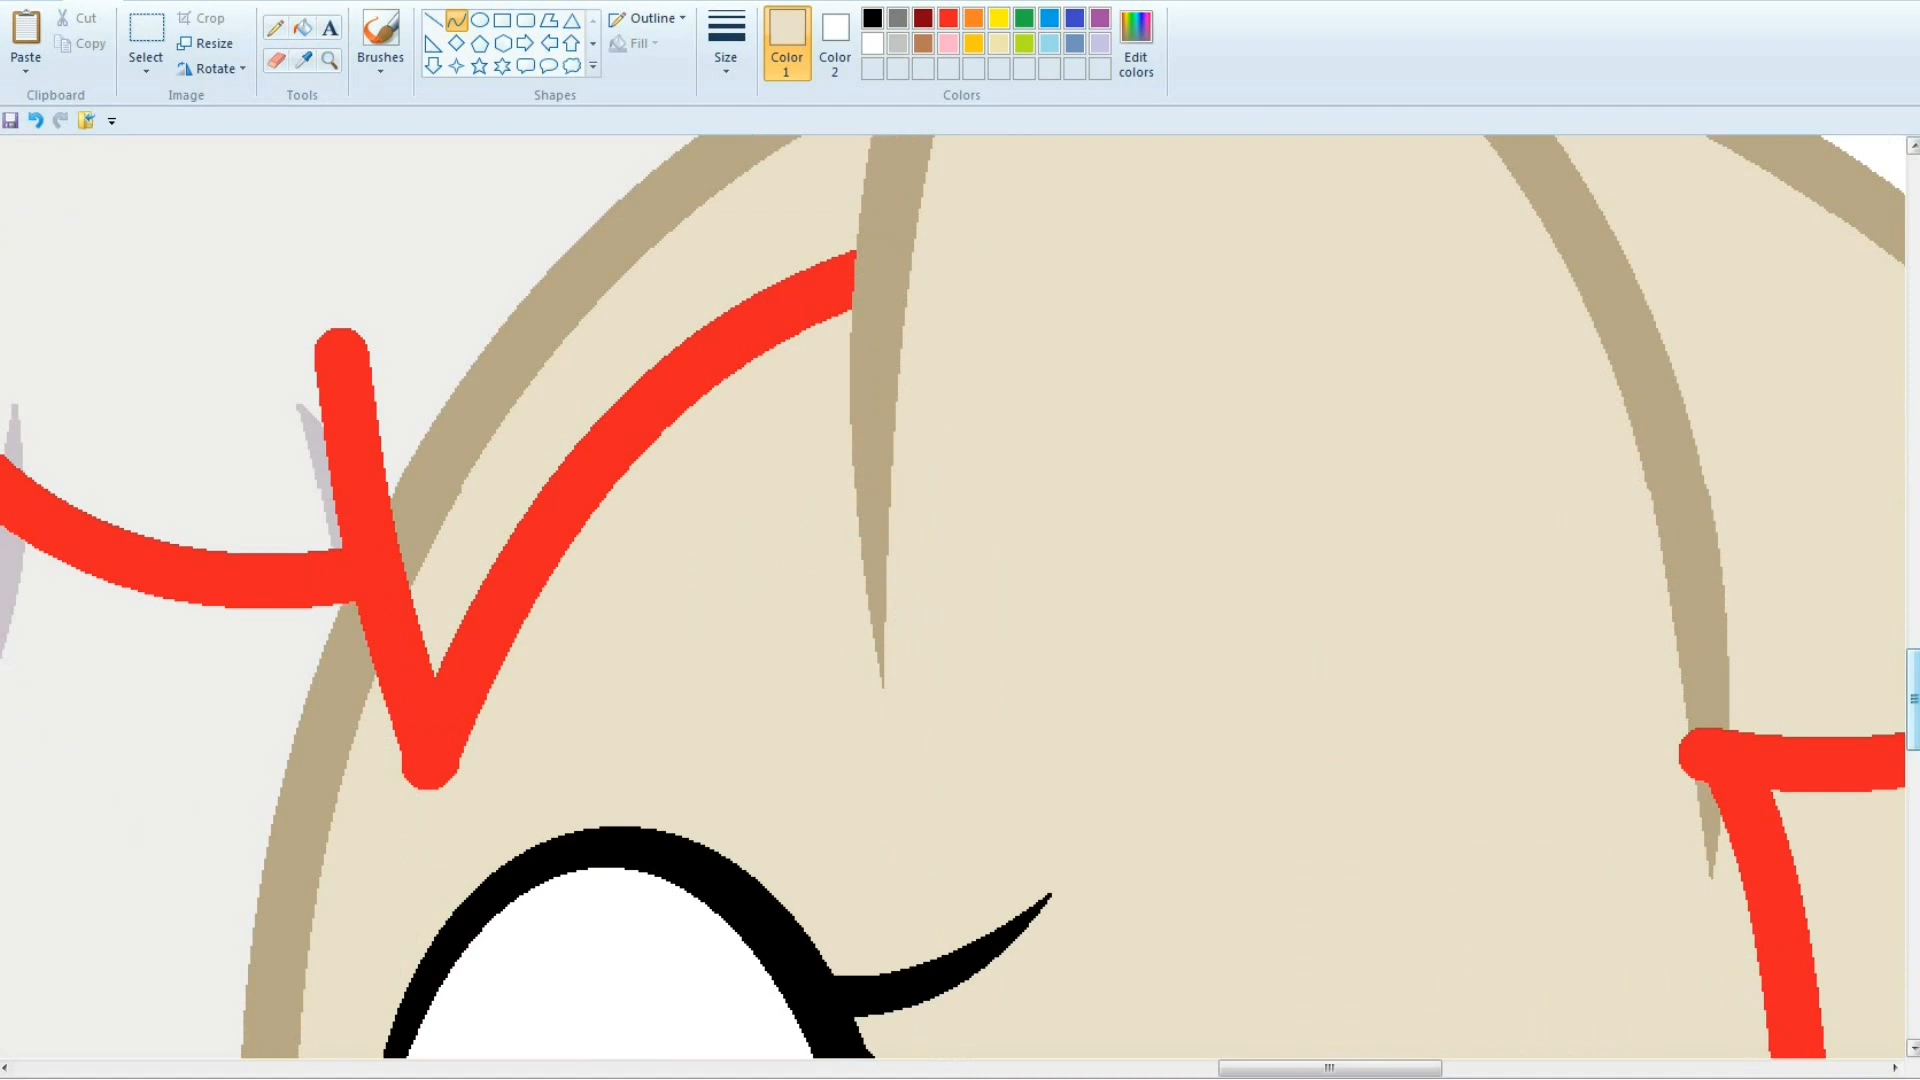 Paste
Cut
Copy
Clipboard
Select
Crop
Resize
Rotate
Image
A
Tools
Brushes
Outline
Fill
Shapes
Size
Color
1
Color
2
Edit
colors
Colors